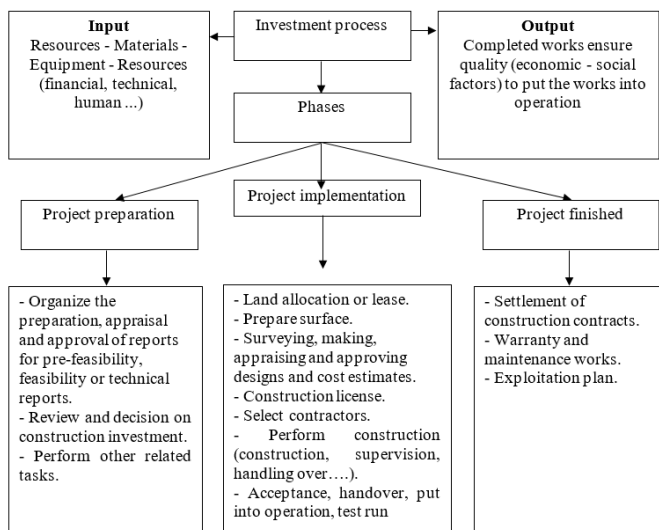 Input
Resources - Materials -
Equipment - Resources
(financial, technical,
human ...)
Investment process
Output
Completed works ensure
quality (economic - social
factors) to put the works into
operation
Phases
Project preparation
Project implementation
Project finished
- Organize the
preparation, appraisal
and approval of reports
for pre-feasibility,
feasibility or technical
reports.
- Review and decision on
construction investment.
- Perform other related
tasks.
- Land allocation or lease.
- Prepare surface.
- Surveying, making,
appraising and approving
designs and cost estimates.
- Construction license.
- Select contractors.
- Perform construction
(construction, supervision,
handling over….).
- Acceptance, handover, put
into operation, test run
- Settlement of
construction contracts.
- Warranty and
maintenance works.
- Exploitation plan.